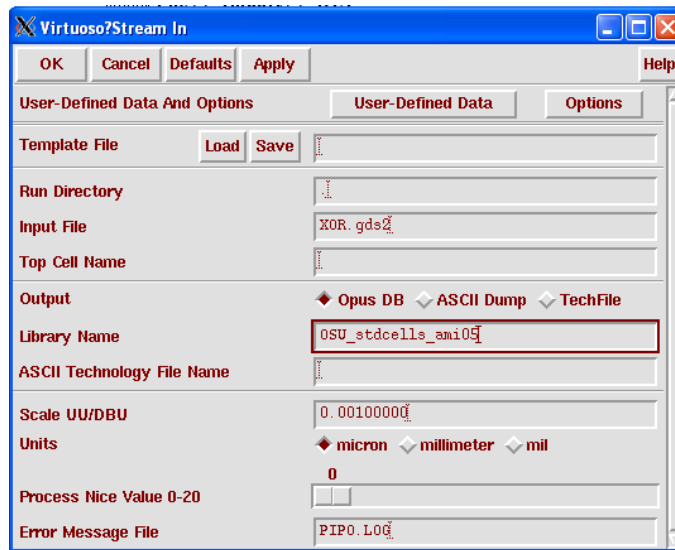 Virtuoso?Stream In
OK Cancel Defaults Apply Help
User-Defined Data And Options User-Defined Data Options
Template File Load Save
Run Directory .
Input File XOR.gds2
Top Cell Name
Output Opus DB ASCII Dump TechFile
Library Name OSU_stdcells_ami05
ASCII Technology File Name
Scale UU/DBU 0.00100000
Units micron millimeter mil
0
Process Nice Value 0-20
Error Message File PIPO.LOG